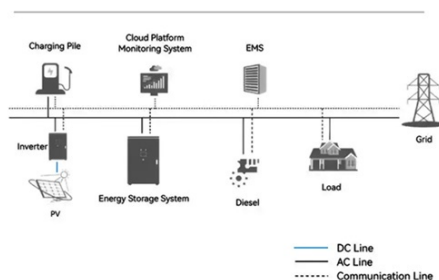 Charging Pile
Cloud Platform
Monitoring System
EMS
Grid
Inverter
PV
Energy Storage System
Diesel
Load
DC Line
AC Line
Communication Line